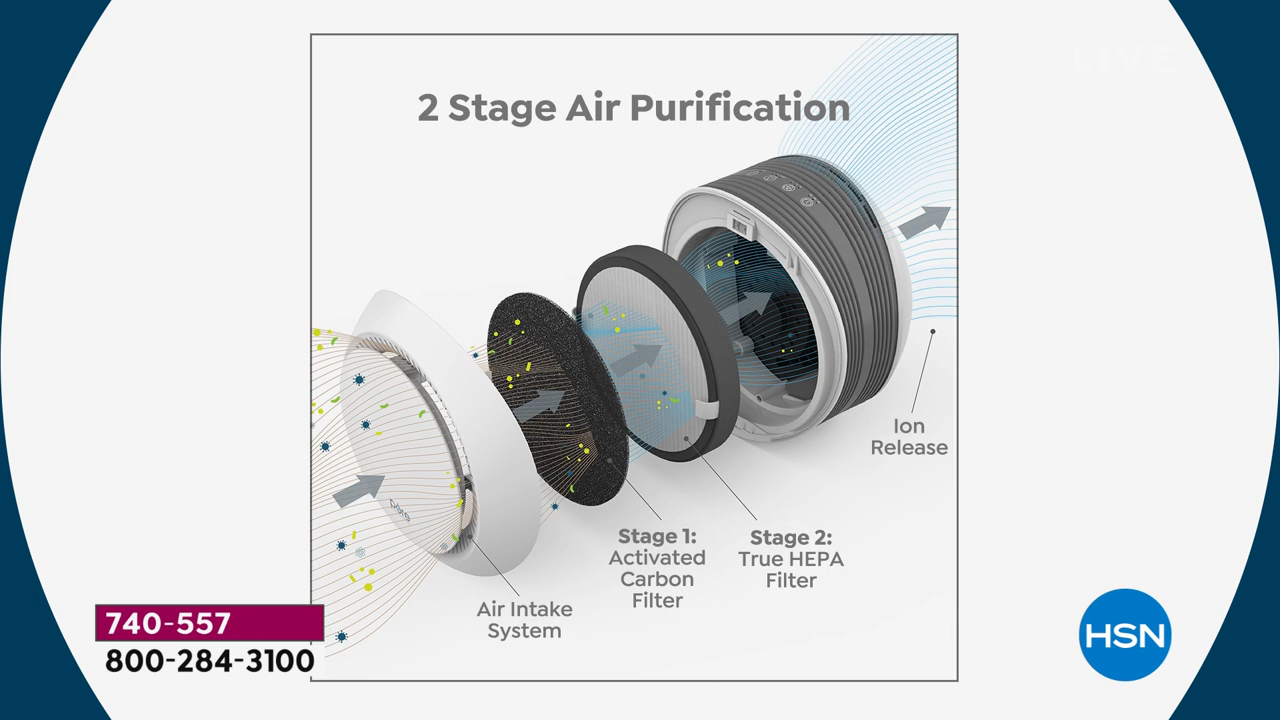 LIVE
2 Stage Air Purification
Ion
Release
Stage 1:
Activated
Carbon
Filter
Stage 2:
True HEPA
Filter
Air Intake
System
740-557
800-284-3100
HSN